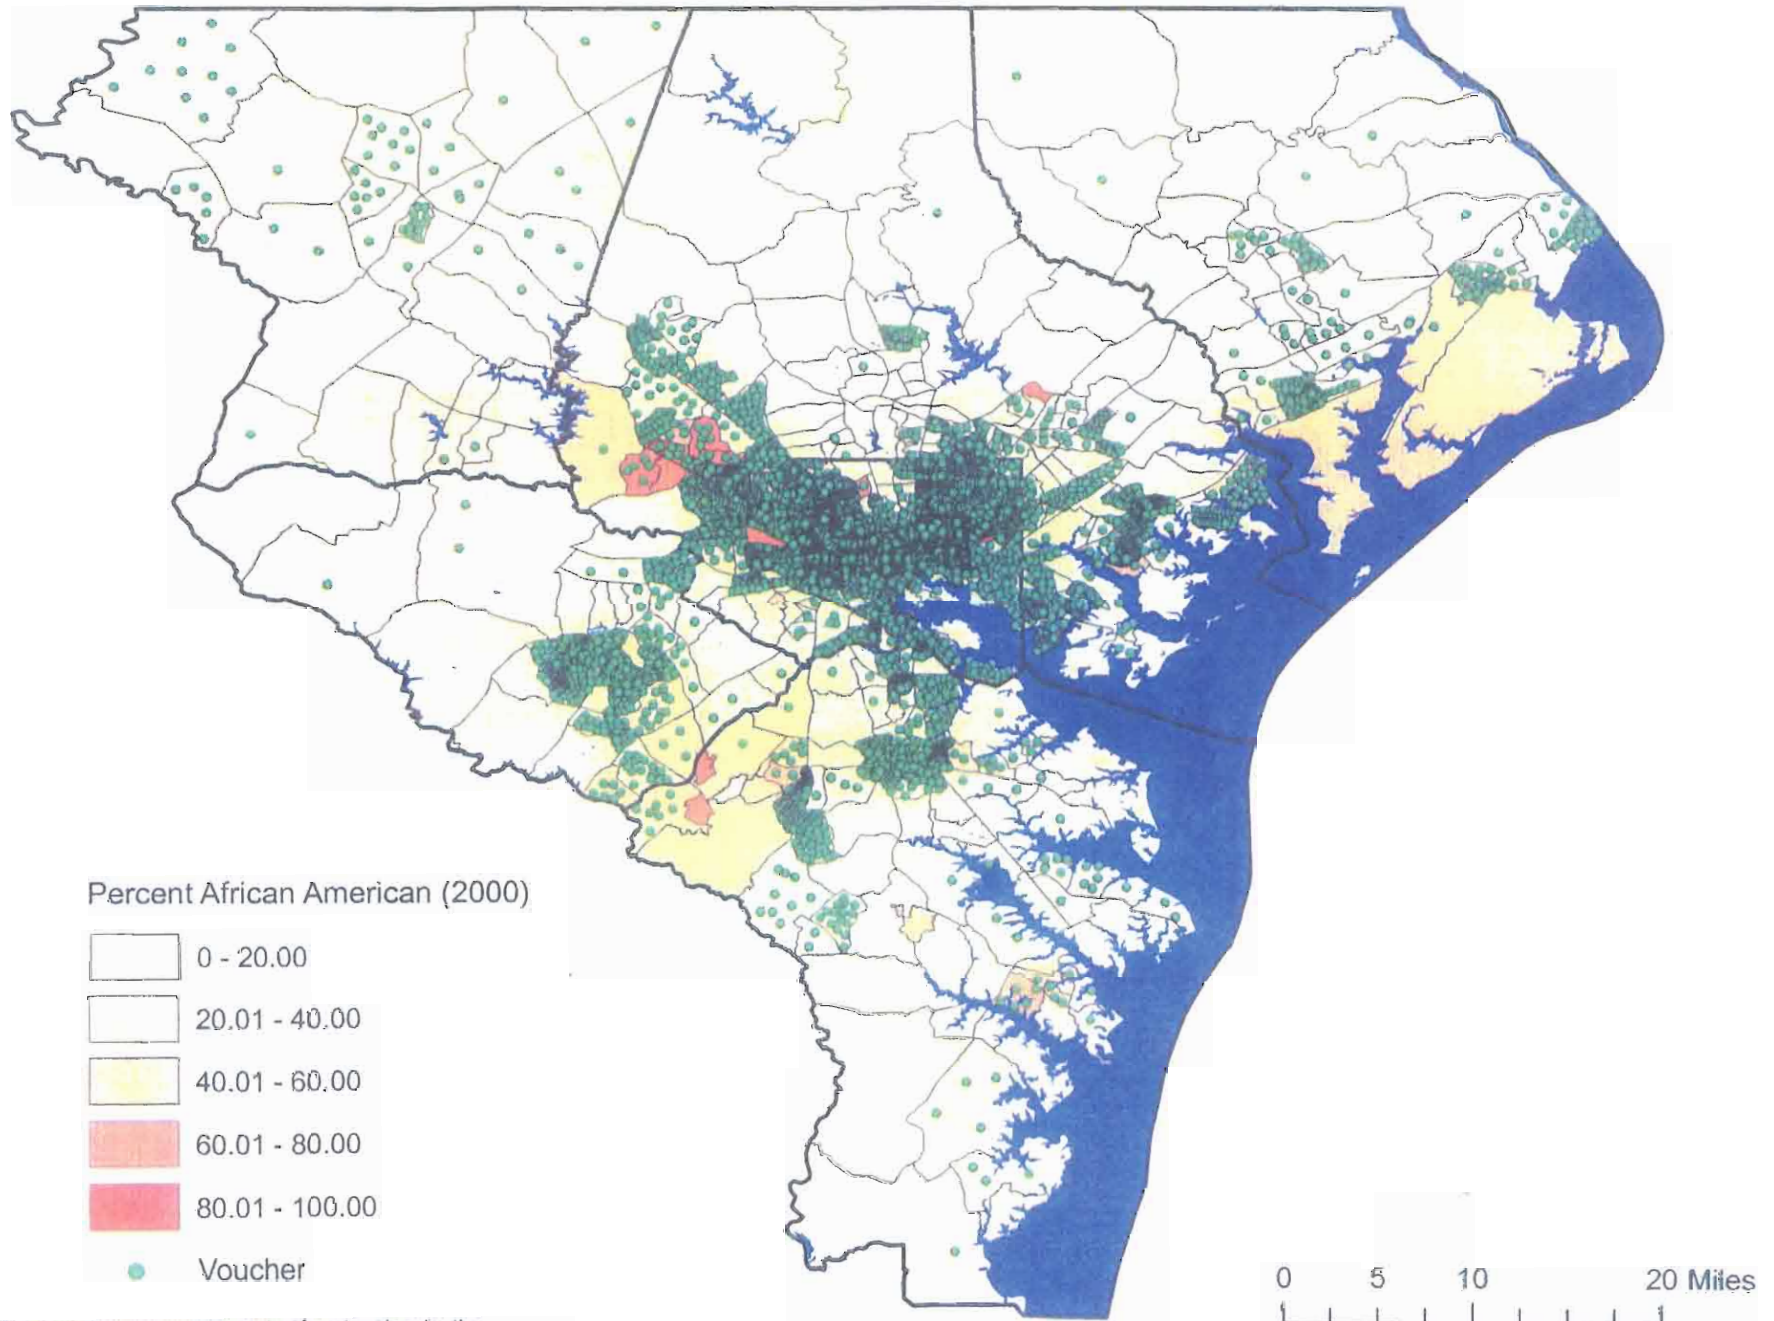 Percent African American (2000)
0 - 20.00
20.01 - 40.00
40.01 - 60.00
60.01 - 80.00
80.01 - 100.00
Voucher
0 5 10 20 Miles